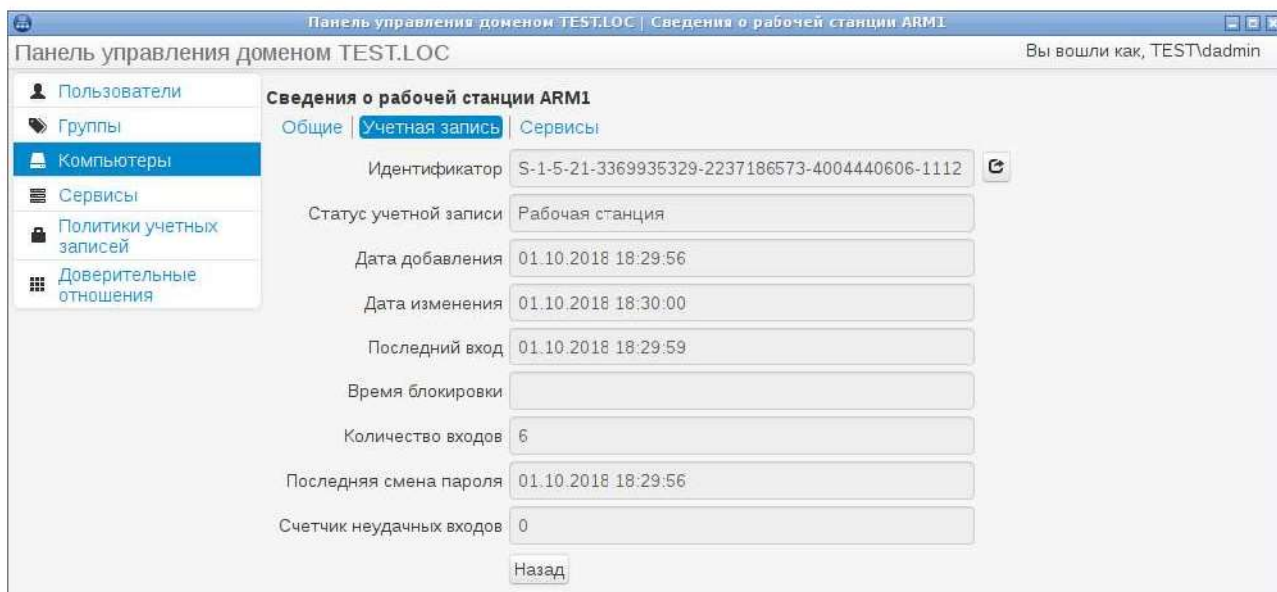 Панель управления доменом TEST.LOC | Сведения о рабочей станции ARM1
Панель управления доменом TEST.LOC
Вы вошли как, TEST\dadmin
Пользователи
Группы
Компьютеры
Сервисы
Политики учетных
записей
Доверительные
отношения
Сведения о рабочей станции ARM1
Общие | Учетная запись | Сервисы
Идентификатор S-1-5-21-3369935329-2237186573-4004440606-1112
Статус учетной записи Рабочая станция
Дата добавления 01.10.2018 18:29:56
Дата изменения 01.10.2018 18:30:00
Последний вход 01.10.2018 18:29:59
Время блокировки
Количество входов 6
Последняя смена пароля 01.10.2018 18:29:56
Счетчик неудачных входов 0
Назад